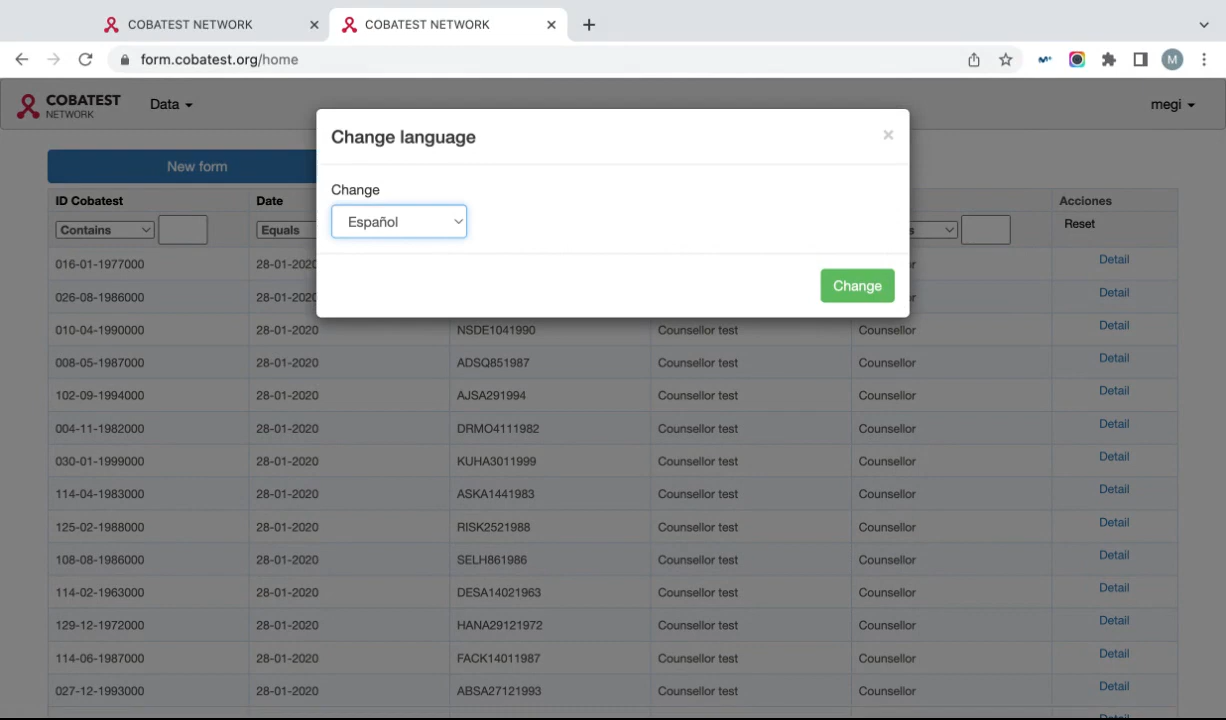 COBATEST NETWORK
COBATEST NETWORK
form.cobatest.org/home
M
COBATEST
NETWORK
Data
megi
Change language
×
Change
Español
Change
New form
ID Cobatest
Date
Acciones
Contains
Equals
Reset
016-01-1977000 28-01-2020 Detail
026-08-1986000 28-01-2020 Detail
010-04-1990000 28-01-2020 NSDE1041990 Counsellor test Counsellor Detail
008-05-1987000 28-01-2020 ADSQ851987 Counsellor test Counsellor Detail
102-09-1994000 28-01-2020 AJSA291994 Counsellor test Counsellor Detail
004-11-1982000 28-01-2020 DRMO4111982 Counsellor test Counsellor Detail
030-01-1999000 28-01-2020 KUHA3011999 Counsellor test Counsellor Detail
114-04-1983000 28-01-2020 ASKA1441983 Counsellor test Counsellor Detail
125-02-1988000 28-01-2020 RISK2521988 Counsellor test Counsellor Detail
108-08-1986000 28-01-2020 SELH861986 Counsellor test Counsellor Detail
114-02-1963000 28-01-2020 DESA14021963 Counsellor test Counsellor Detail
129-12-1972000 28-01-2020 HANA29121972 Counsellor test Counsellor Detail
114-06-1987000 28-01-2020 FACK14011987 Counsellor test Counsellor Detail
027-12-1993000 28-01-2020 ABSA27121993 Counsellor test Counsellor Detail